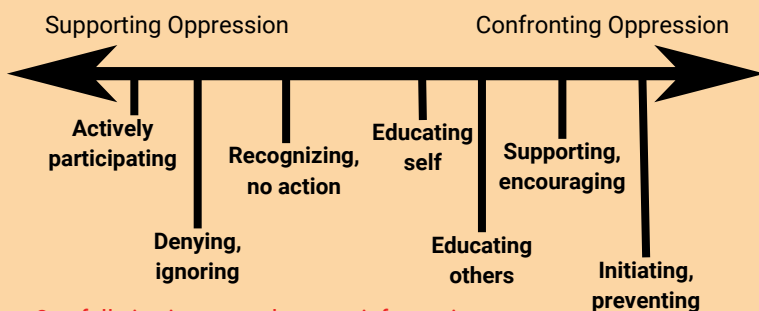 Supporting Oppression
Confronting Oppression
Actively
participating
Denying,
ignoring
Recognizing,
no action
Educating
self
Educating
others
Supporting,
encouraging
Initiating,
preventing